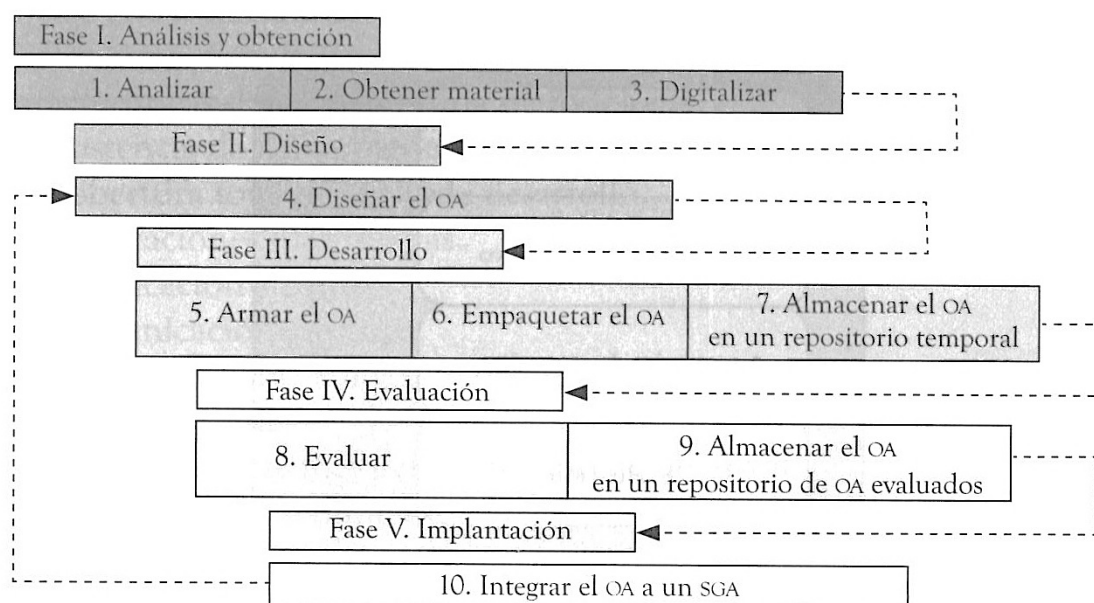 Fase I. Análisis y obtención
1. Analizar
2. Obtener material
3. Digitalizar
Fase II. Diseño
4. Diseñar el OA
Fase III. Desarrollo
5. Armar el OA
6. Empaquetar el OA
7. Almacenar el OA
en un repositorio temporal
Fase IV. Evaluación
8. Evaluar
9. Almacenar el OA
en un repositorio de OA evaluados
Fase V. Implantación
10. Integrar el OA a un SGA